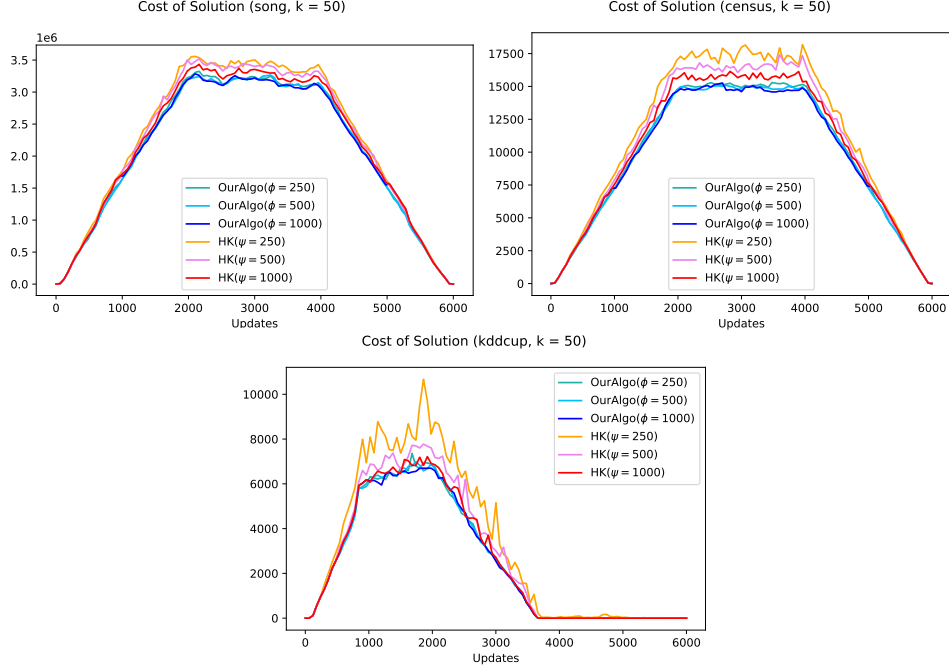 Cost of Solution (song, k = 50)
1e6
3.5
3.0
2.5
2.0
1.5
1.0
0.5
0.0
OurAlgo(ϕ = 250)
OurAlgo(ϕ = 500)
OurAlgo(ϕ = 1000)
HK(ψ = 250)
HK(ψ = 500)
HK(ψ = 1000)
0 1000 2000 3000 4000 5000 6000
Updates
Cost of Solution (census, k = 50)
17500
15000
12500
10000
7500
5000
2500
0
OurAlgo(ϕ = 250)
OurAlgo(ϕ = 500)
OurAlgo(ϕ = 1000)
HK(ψ = 250)
HK(ψ = 500)
HK(ψ = 1000)
0 1000 2000 3000 4000 5000 6000
Updates
Cost of Solution (kddcup, k = 50)
10000
8000
6000
4000
2000
0
OurAlgo(ϕ = 250)
OurAlgo(ϕ = 500)
OurAlgo(ϕ = 1000)
HK(ψ = 250)
HK(ψ = 500)
HK(ψ = 1000)
0 1000 2000 3000 4000 5000 6000
Updates